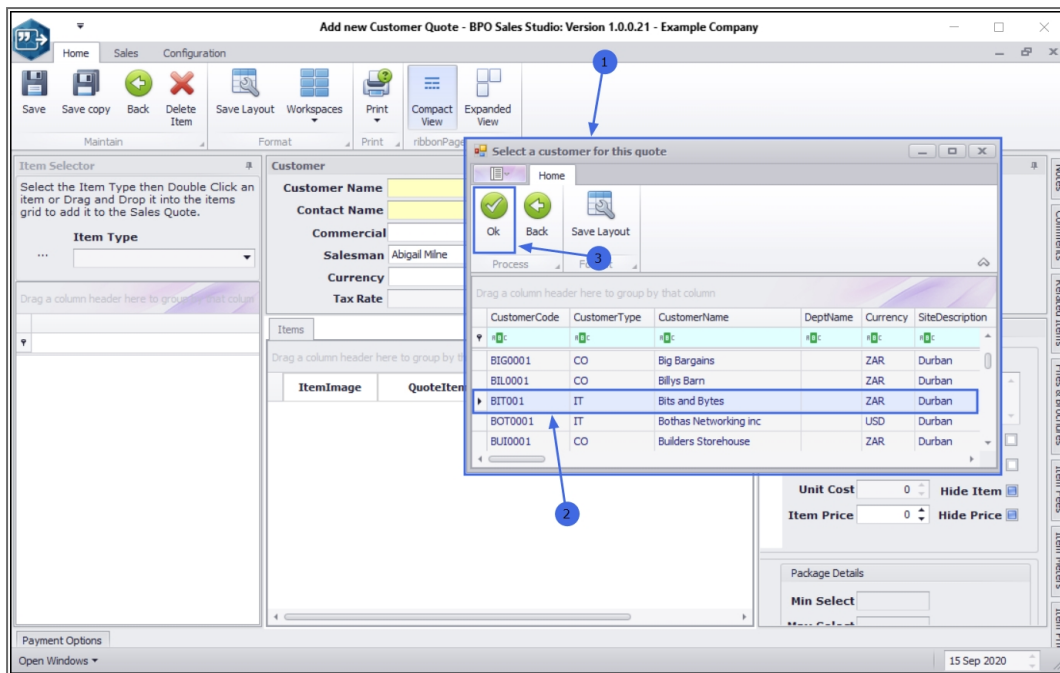 Add new Customer Quote - BPO Sales Studio: Version 1.0.0.21 - Example Company
Home Sales Configuration
Save
Save copy
Back
Delete Item
Save Layout
Workspaces
Print
Compact View
Expanded View
Maintain
Format
Print
ribbonPage
1
Item Selector
Select the Item Type then Double Click an
item or Drag and Drop it into the items
grid to add it to the Sales Quote.
Item Type
...
Drag a column header here to group by that column
Customer
Customer Name
Contact Name
Commercial
Salesman Abigail Milne
Currency
Tax Rate
Items
Drag a column header here to group by th
ItemImage QuoteIten
Select a customer for this quote
Home
Ok
Back
Save Layout
3
Process
Drag a column header here to group by that column
CustomerCode CustomerType CustomerName DeptName Currency SiteDescription
BIG0001 CO Big Bargains ZAR Durban
BIL0001 CO Billys Barn ZAR Durban
BIT001 IT Bits and Bytes ZAR Durban
BOT0001 IT Bothas Networking inc USD Durban
BUI0001 CO Builders Storehouse ZAR Durban
2
Unit Cost 0 Hide Item
Item Price 0 Hide Price
Package Details
Min Select
Comments
Related Items
Item Fees
Payment Options
Open Windows
15 Sep 2020